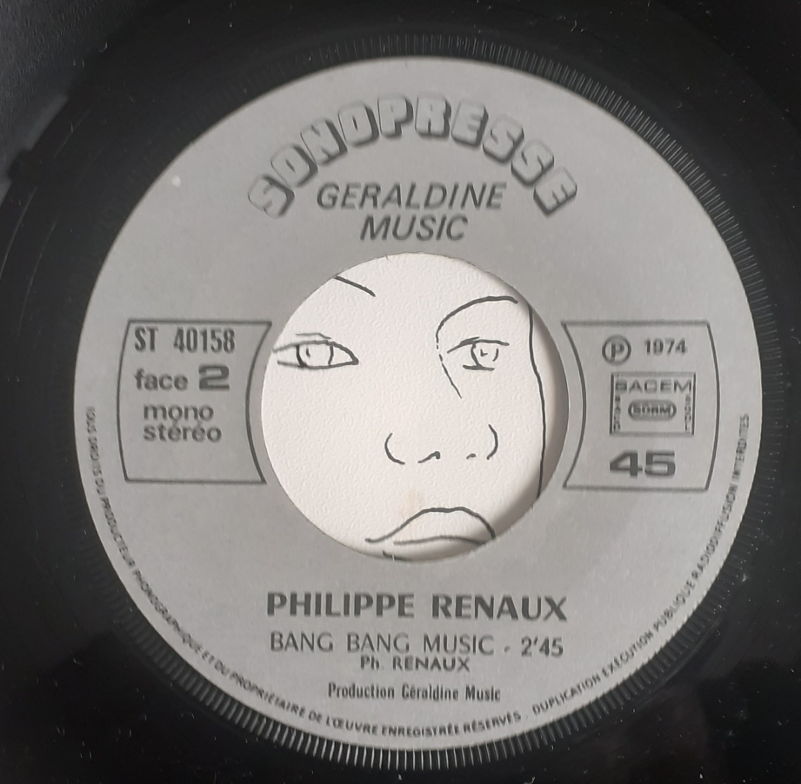 SONOPRESSE
GERALDINE
MUSIC
ST 40158
face 2
mono
stéréo
℗ 1974
SACEM
SDRM
45
PHILIPPE RENAUX
BANG BANG MUSIC - 2'45
Ph. RENAUX
Production Géraldine Music
TOUS DROITS DU PRODUCTEUR PHONOGRAPHIQUE ET DU PROPRIÉTAIRE DE L'ŒUVRE ENREGISTRÉE RÉSERVÉS . DUPLICATION EXÉCUTION PUBLIQUE RADIODIFFUSION INTERDITES